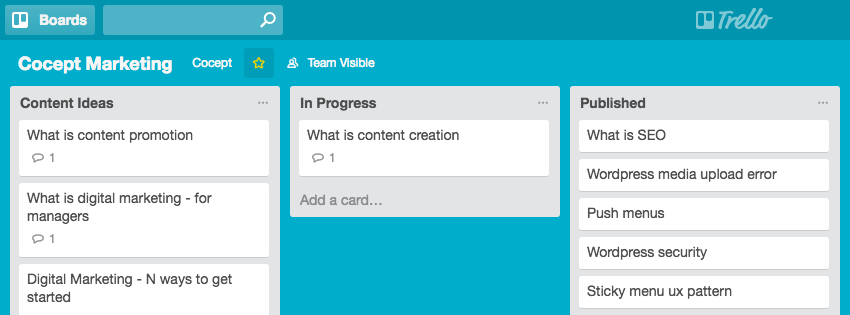 Boards
Trello
Cocept Marketing Cocept Team Visible
Content Ideas
What is content promotion
1
What is digital marketing - for
managers
1
Digital Marketing - N ways to get
started
In Progress
What is content creation
1
Add a card...
Published
What is SEO
Wordpress media upload error
Push menus
Wordpress security
Sticky menu ux pattern